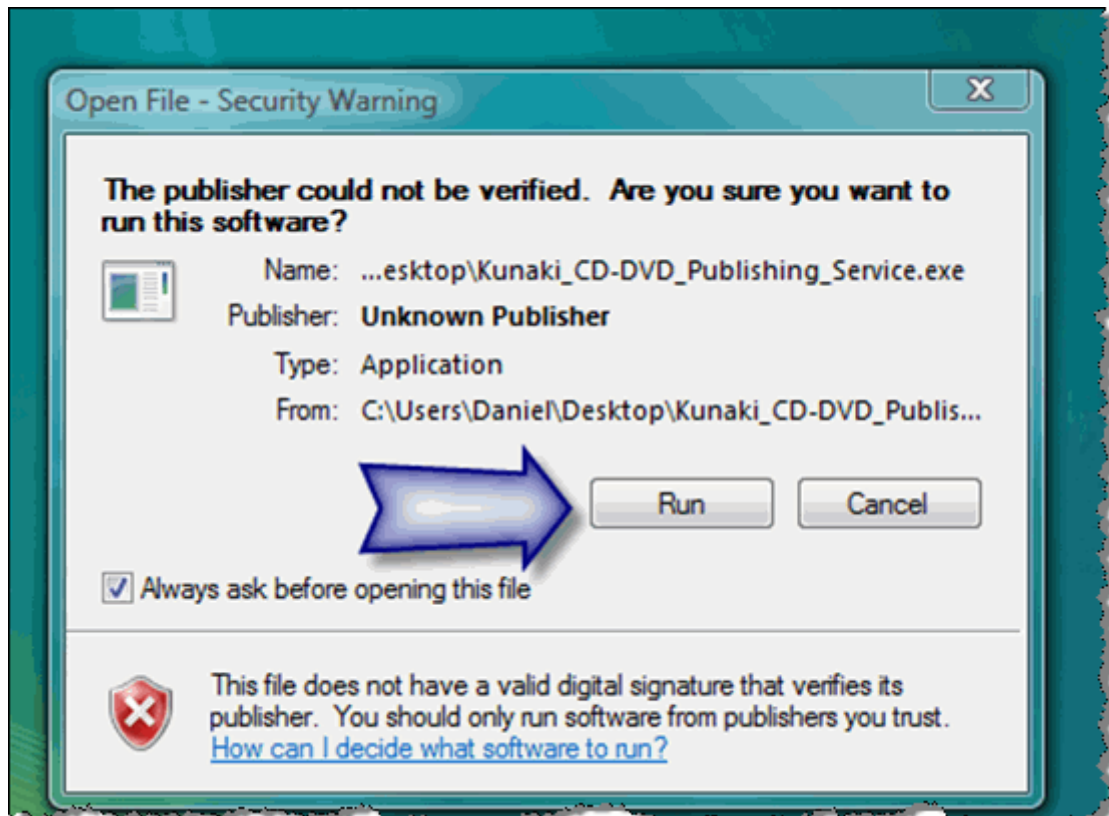 Open File - Security Warning
The publisher could not be verified. Are you sure you want to
run this software?
Name: ...esktop\Kunaki_CD-DVD_Publishing_Service.exe
Publisher: Unknown Publisher
Type: Application
From: C:\Users\Daniel\Desktop\Kunaki_CD-DVD_Publis...
Run Cancel
Always ask before opening this file
This file does not have a valid digital signature that verifies its
publisher. You should only run software from publishers you trust.
How can I decide what software to run?